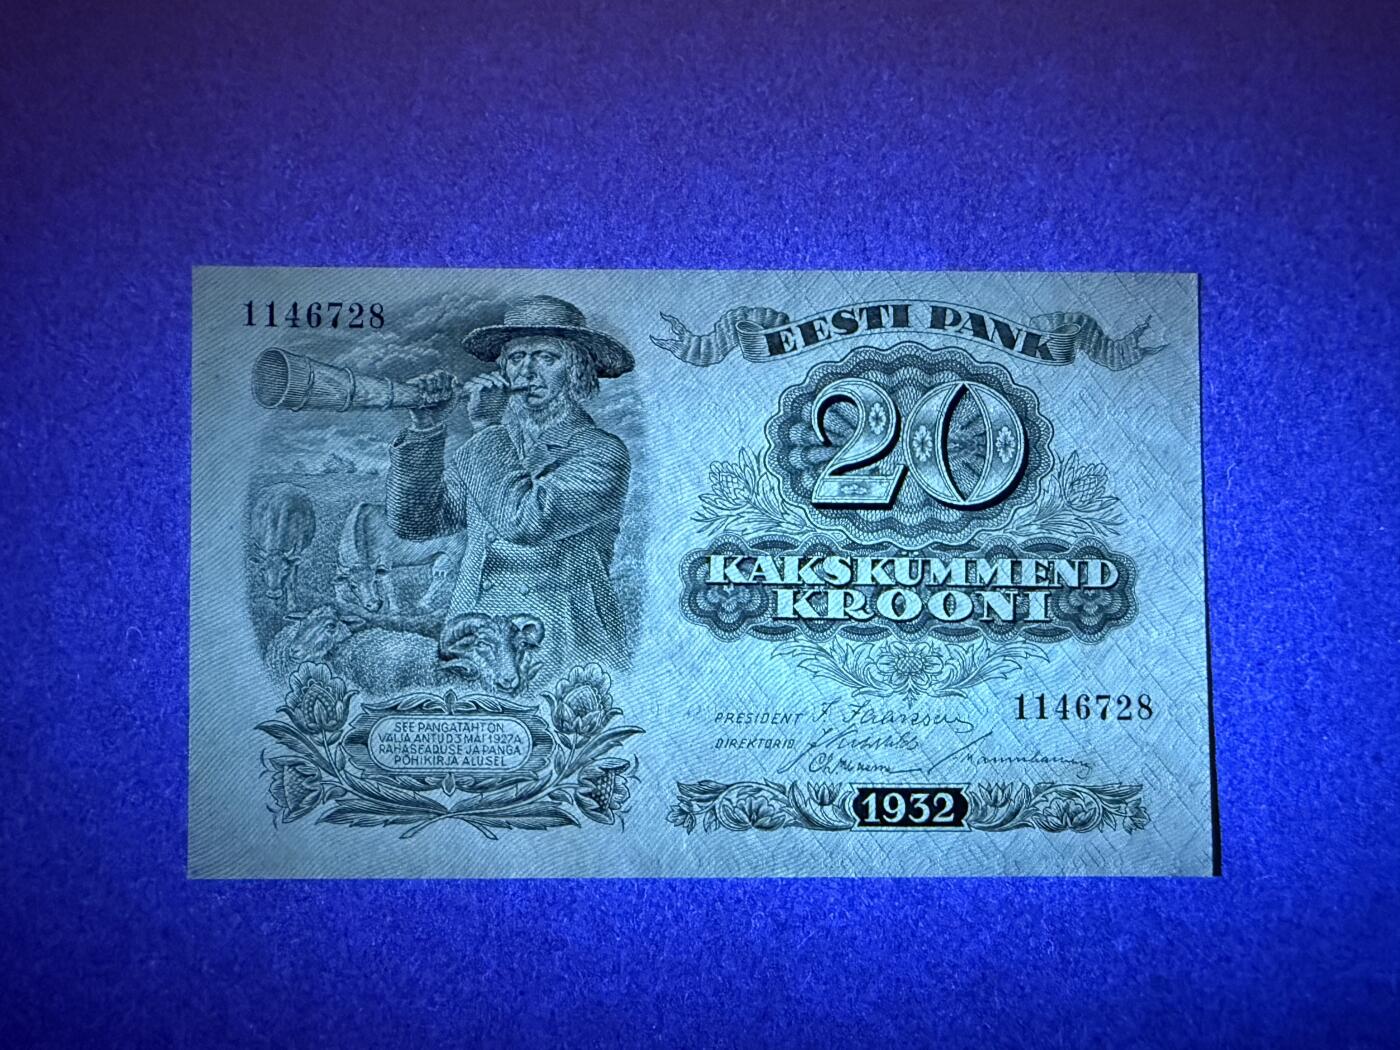 1146728
EESTI PANK
20
KAKSKÜMMEND
KROONI
1146728
PRESIDENT
DIREKTORID
SEE PANGATÄHT ON
VÄLJA ANTUD 3 MAI 1927A
RAHASEADUSE JA PANGA
PÕHIKIRJA ALUSEL
1932